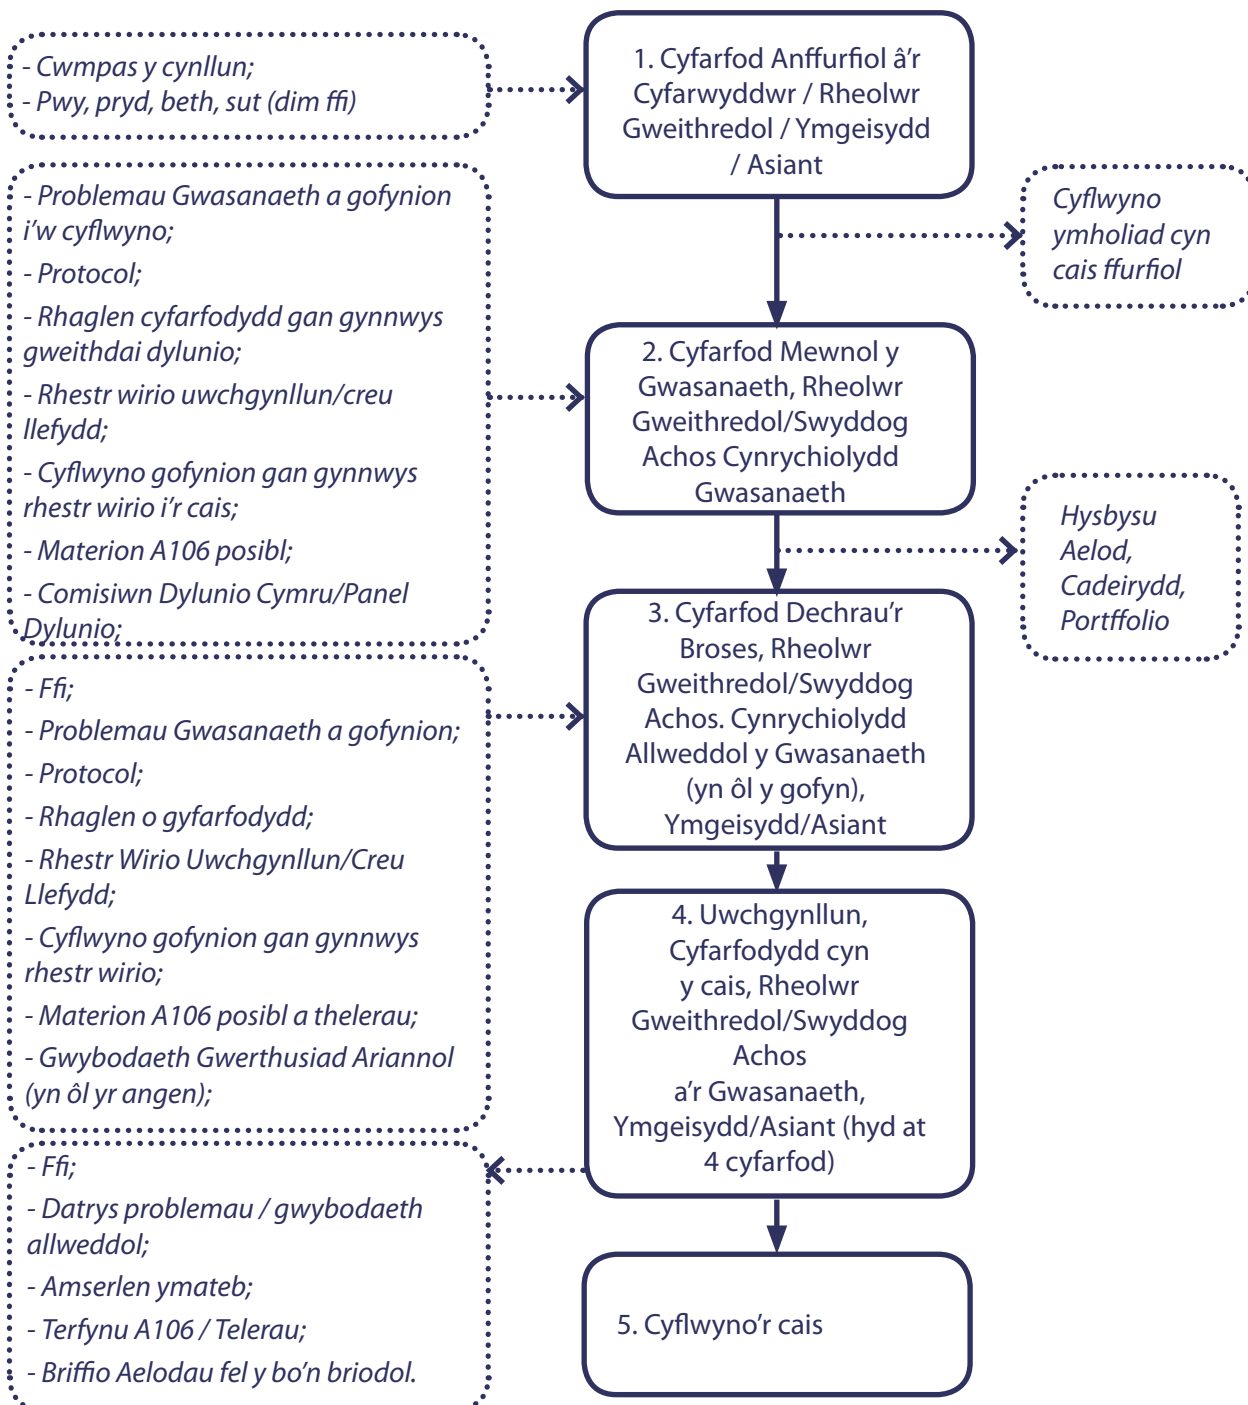 - Cwmpas y cynllun;
- Pwy, pryd, beth, sut (dim ffi)
1. Cyfarfod Anffurfiol â'r
Cyfarwyddwr / Rheolwr
Gweithredol / Ymgeisydd
/ Asiant
Cyflwyno
ymholiad cyn
cais ffurfiol
- Problemau Gwasanaeth a gofynion
i'w cyflwyno;
- Protocol;
- Rhaglen cyfarfodydd gan gynnwys
gweithdai dylunio;
- Rhestr wirio uwchgynllun/creu
llefydd;
- Cyflwyno gofynion gan gynnwys
rhestr wirio i'r cais;
- Materion A106 posibl;
- Comisiwn Dylunio Cymru/Panel
Dylunio;
2. Cyfarfod Mewnol y
Gwasanaeth, Rheolwr
Gweithredol/Swyddog
Achos Cynrychiolydd
Gwasanaeth
Hysbysu
Aelod,
Cadeirydd,
Portffolio
- Ffi;
- Problemau Gwasanaeth a gofynion;
- Protocol;
- Rhaglen o gyfarfodydd;
- Rhestr Wirio Uwchgynllun/Creu
Llefydd;
- Cyflwyno gofynion gan gynnwys
rhestr wirio;
- Materion A106 posibl a thelerau;
- Gwybodaeth Gwerthusiad Ariannol
(yn ôl yr angen);
3. Cyfarfod Dechrau'r
Broses, Rheolwr
Gweithredol/Swyddog
Achos. Cynrychiolydd
Allweddol y Gwasanaeth
(yn ôl y gofyn),
Ymgeisydd/Asiant
4. Uwchgynllun,
Cyfarfodydd cyn
y cais, Rheolwr
Gweithredol/Swyddog
Achos
a'r Gwasanaeth,
Ymgeisydd/Asiant (hyd at
4 cyfarfod)
- Ffi;
- Datrys problemau / gwybodaeth
allweddol;
- Amserlen ymateb;
- Terfynu A106 / Telerau;
- Briffio Aelodau fel y bo'n briodol.
5. Cyflwyno'r cais